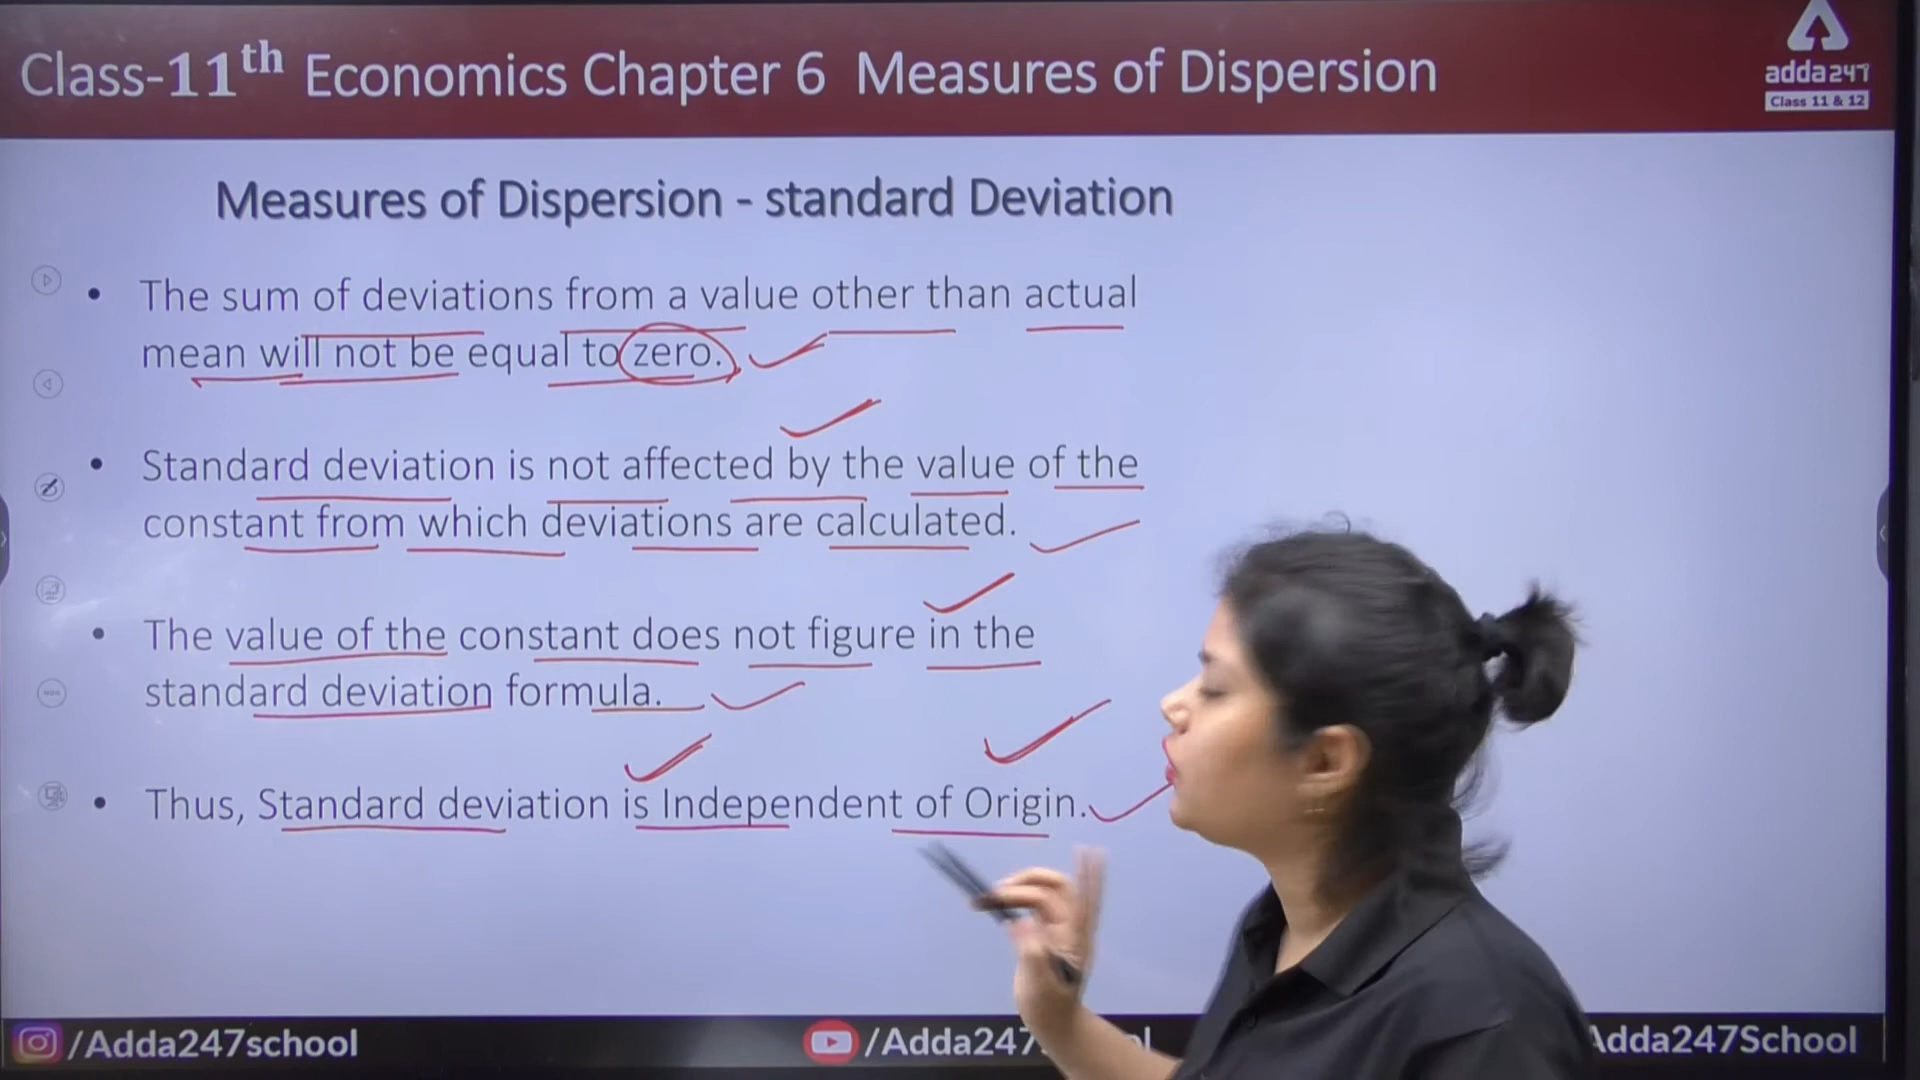 Class-11th Economics Chapter 6 Measures of Dispersion
adda247
Class 11 & 12
Measures of Dispersion - standard Deviation
• The sum of deviations from a value other than actual
mean will not be equal to zero.
• Standard deviation is not affected by the value of the
constant from which deviations are calculated.
• The value of the constant does not figure in the
standard deviation formula.
• Thus, Standard deviation is Independent of Origin.
/Adda247school
/Adda247
Adda247School